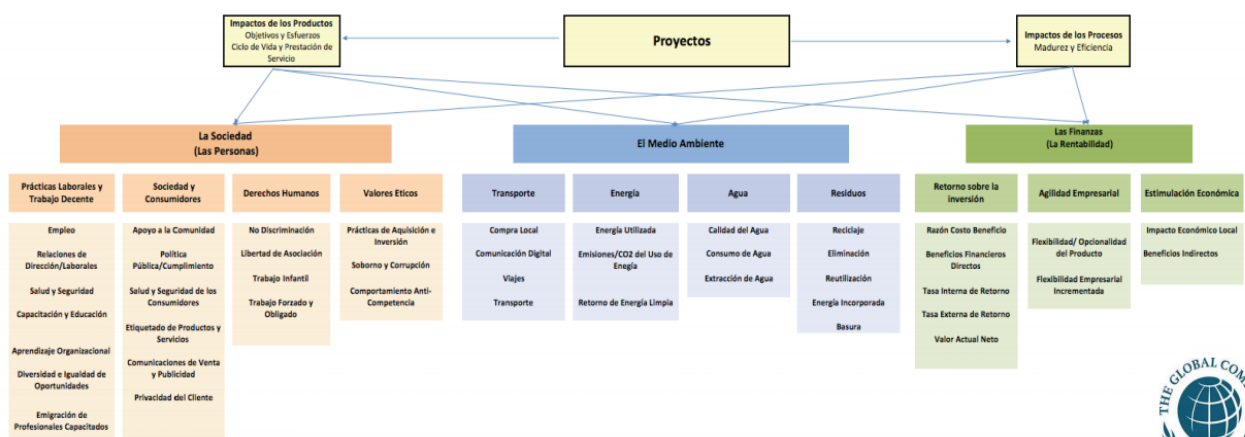 Impactos de los Productos
Objetivos y Esfuerzos
Ciclo de Vida y Prestación de
Servicio
Proyectos
Impactos de los Procesos
Madurez y Eficiencia
La Sociedad
(Las Personas)
El Medio Ambiente
Las Finanzas
(La Rentabilidad)
Prácticas Laborales y
Trabajo Decente
Empleo
Relaciones de
Dirección/Laborales
Salud y Seguridad
Capacitación y Educación
Aprendizaje Organizacional
Diversidad e Igualdad de
Oportunidades
Emigración de
Profesionales Capacitados
Sociedad y
Consumidores
Apoyo a la Comunidad
Política
Pública/Cumplimiento
Salud y Seguridad de los
Consumidores
Etiquetado de Productos y
Servicios
Comunicaciones de Venta
y Publicidad
Privacidad del Cliente
Derechos Humanos
No Discriminación
Libertad de Asociación
Trabajo Infantil
Trabajo Forzado y
Obligado
Valores Eticos
Prácticas de Aquisición e
Inversión
Soborno y Corrupción
Comportamiento Anti-
Competencia
Transporte
Compra Local
Comunicación Digital
Viajes
Transporte
Energía
Energía Utilizada
Emisiones/CO2 del Uso de
Enegía
Retorno de Energía Limpia
Agua
Calidad del Agua
Consumo de Agua
Extracción de Agua
Residuos
Reciclaje
Eliminación
Reutilización
Energía Incorporada
Basura
Retorno sobre la
inversión
Razón Costo Beneficio
Beneficios Financieros
Directos
Tasa Interna de Retorno
Tasa Externa de Retorno
Valor Actual Neto
Agilidad Empresarial
Flexibilidad/ Opcionalidad
del Producto
Flexibilidad Empresarial
Incrementada
Estimulación Económica
Impacto Económico Local
Beneficios Indirectos
THE GLOBAL COM